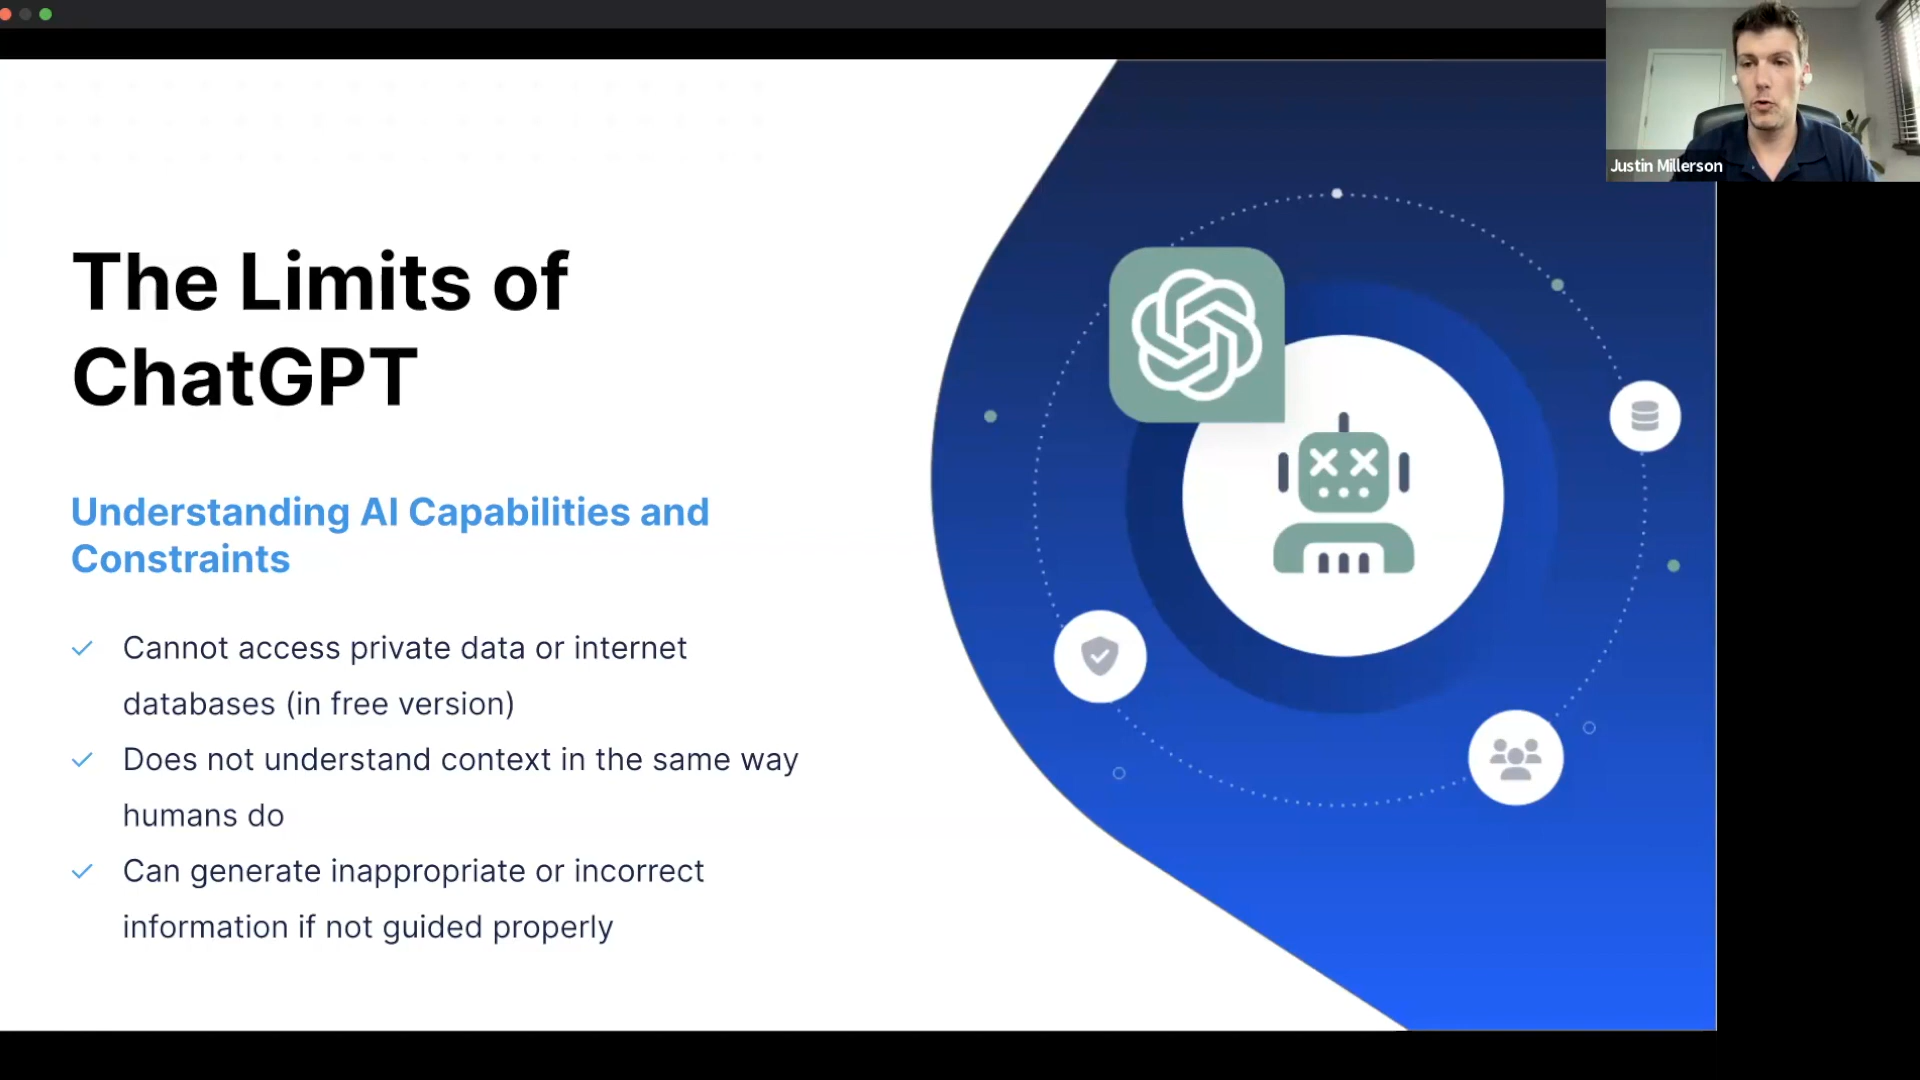 Justin Millerson
The Limits of
ChatGPT
Understanding AI Capabilities and
Constraints
Cannot access private data or internet
databases (in free version)
Does not understand context in the same way
humans do
Can generate inappropriate or incorrect
information if not guided properly